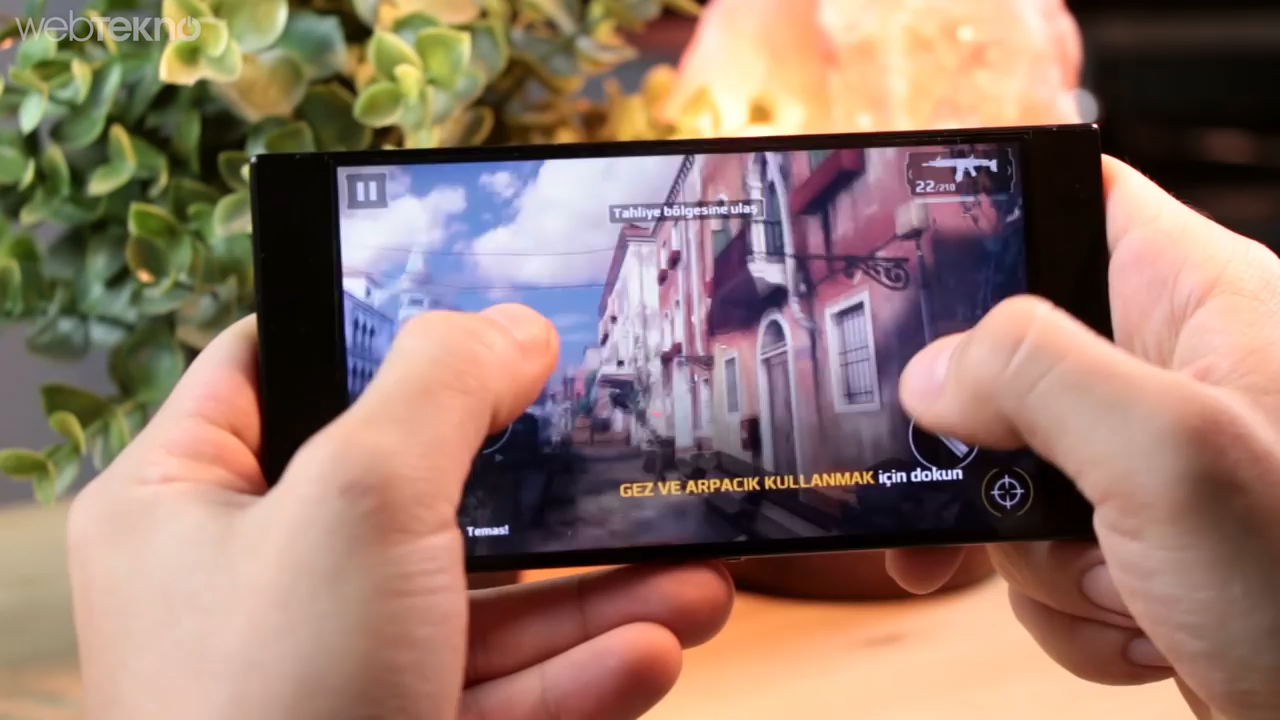 webtekno
Tahliye bölgesine ulaş
22/210
GEZ VE ARPACIK KULLANMAK için dokun
Temas!